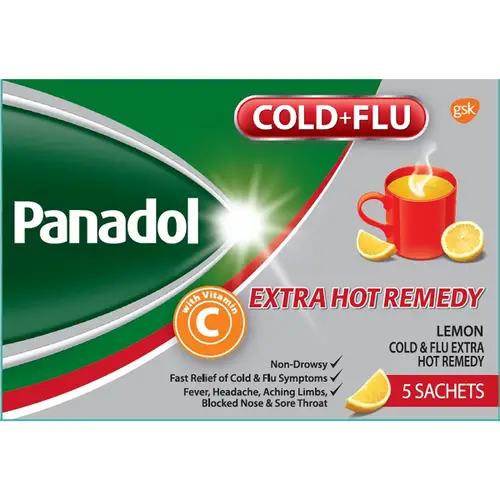 COLD+FLU
gsk
Panadol
with Vitamin
C
EXTRA HOT REMEDY
LEMON
COLD & FLU EXTRA
HOT REMEDY
Non-Drowsy ✓
Fast Relief of Cold & Flu Symptoms ✓
Fever, Headache, Aching Limbs, ✓
Blocked Nose & Sore Throat
5 SACHETS